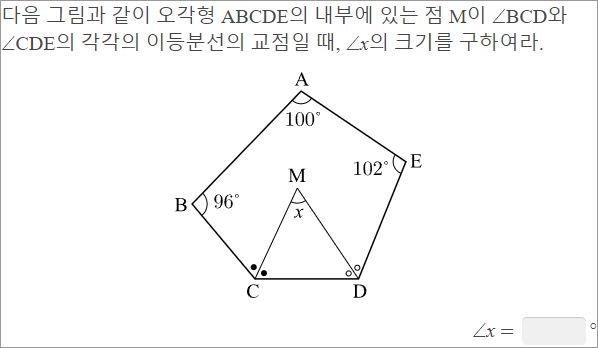 다음 그림과 같이 오각형 ABCDE의 내부에 있는 점 M이 ∠BCD와
∠CDE의 각각의 이등분선의 교점일 때, ∠x의 크기를 구하여라.
A
100°
E
102°
M
B
96°
x
C
D
∠x = °